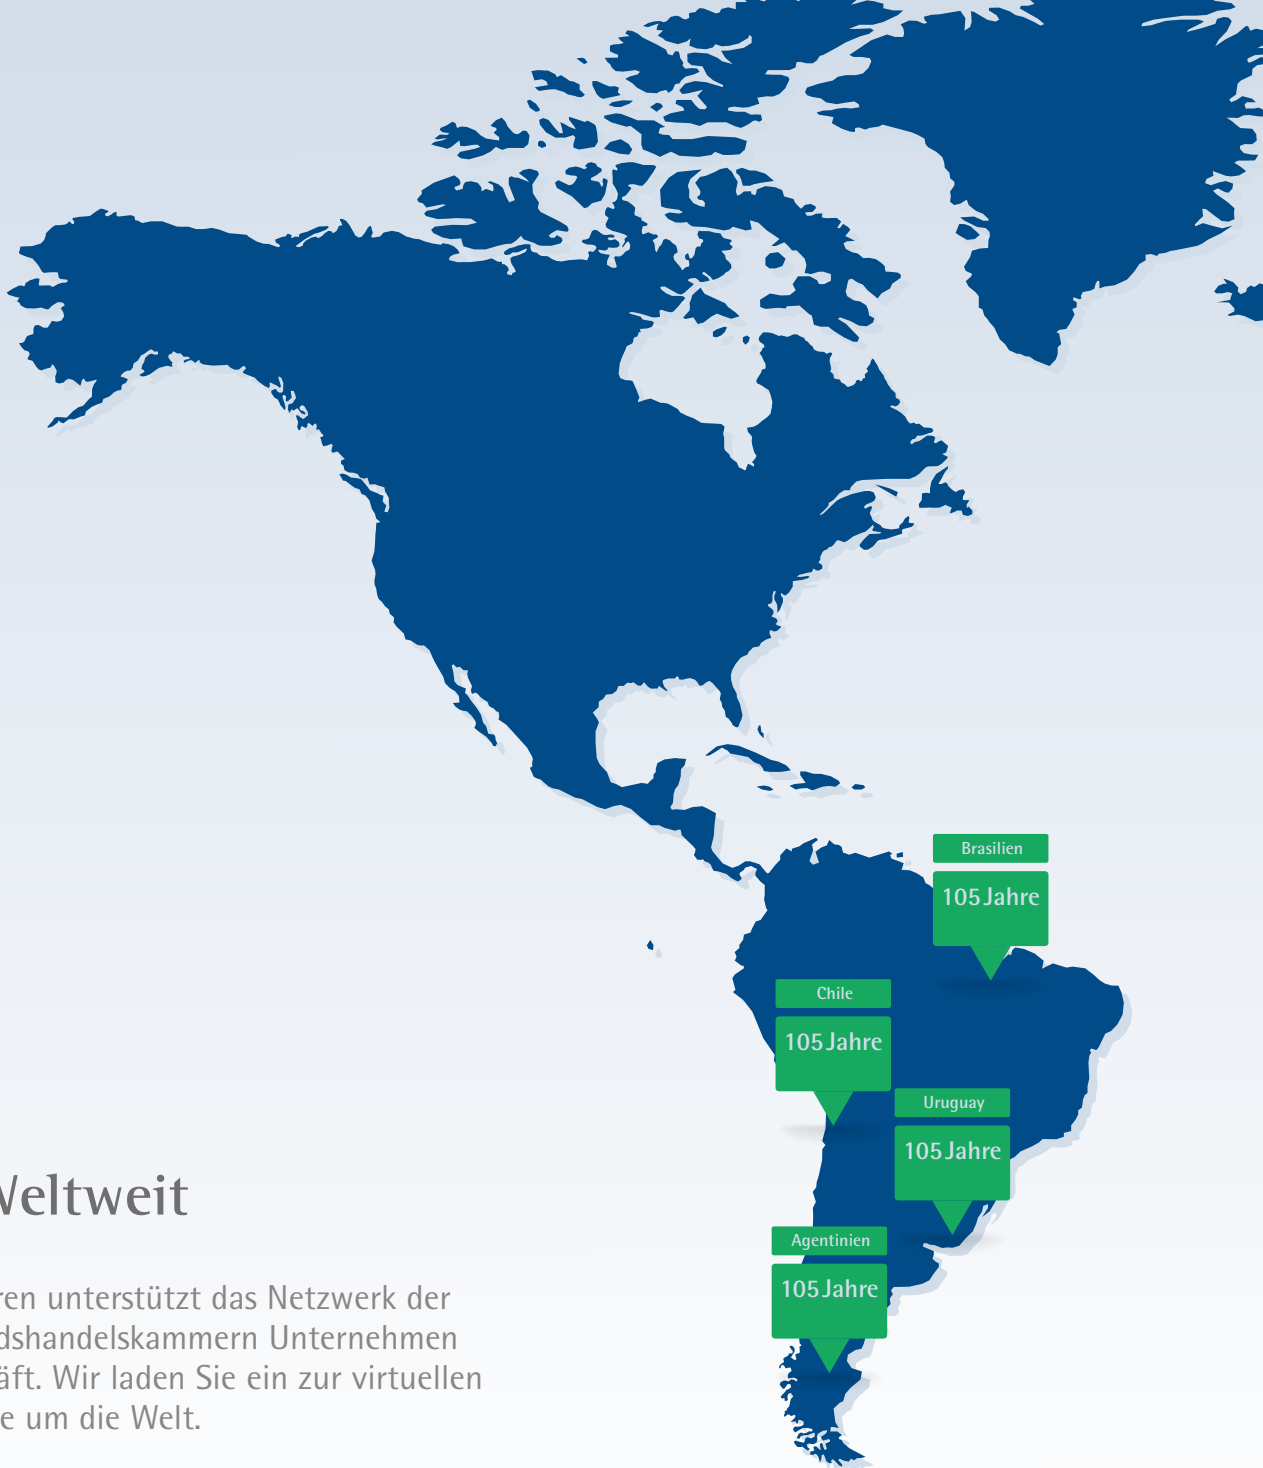 Brasilien
105 Jahre
Chile
105 Jahre
Uruguay
105 Jahre
Agentinien
105 Jahre
Weltweit
ren unterstützt das Netzwerk der
dshandelskammern Unternehmen
äft. Wir laden Sie ein zur virtuellen
e um die Welt.